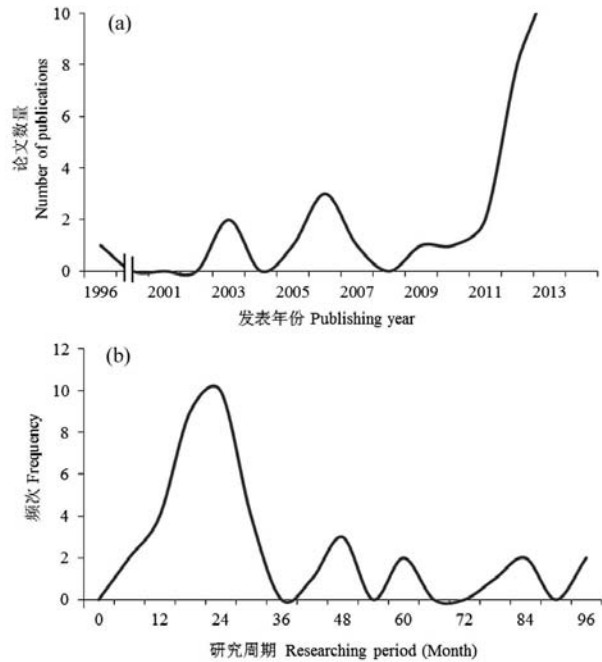 (a)
10
8
6
4
2
0
论文数量
Number of publications
1996 2001 2003 2005 2007 2009 2011 2013
发表年份 Publishing year
(b)
12
10
8
6
4
2
0
频次 Frequency
0 12 24 36 48 60 72 84 96
研究周期 Researching period (Month)